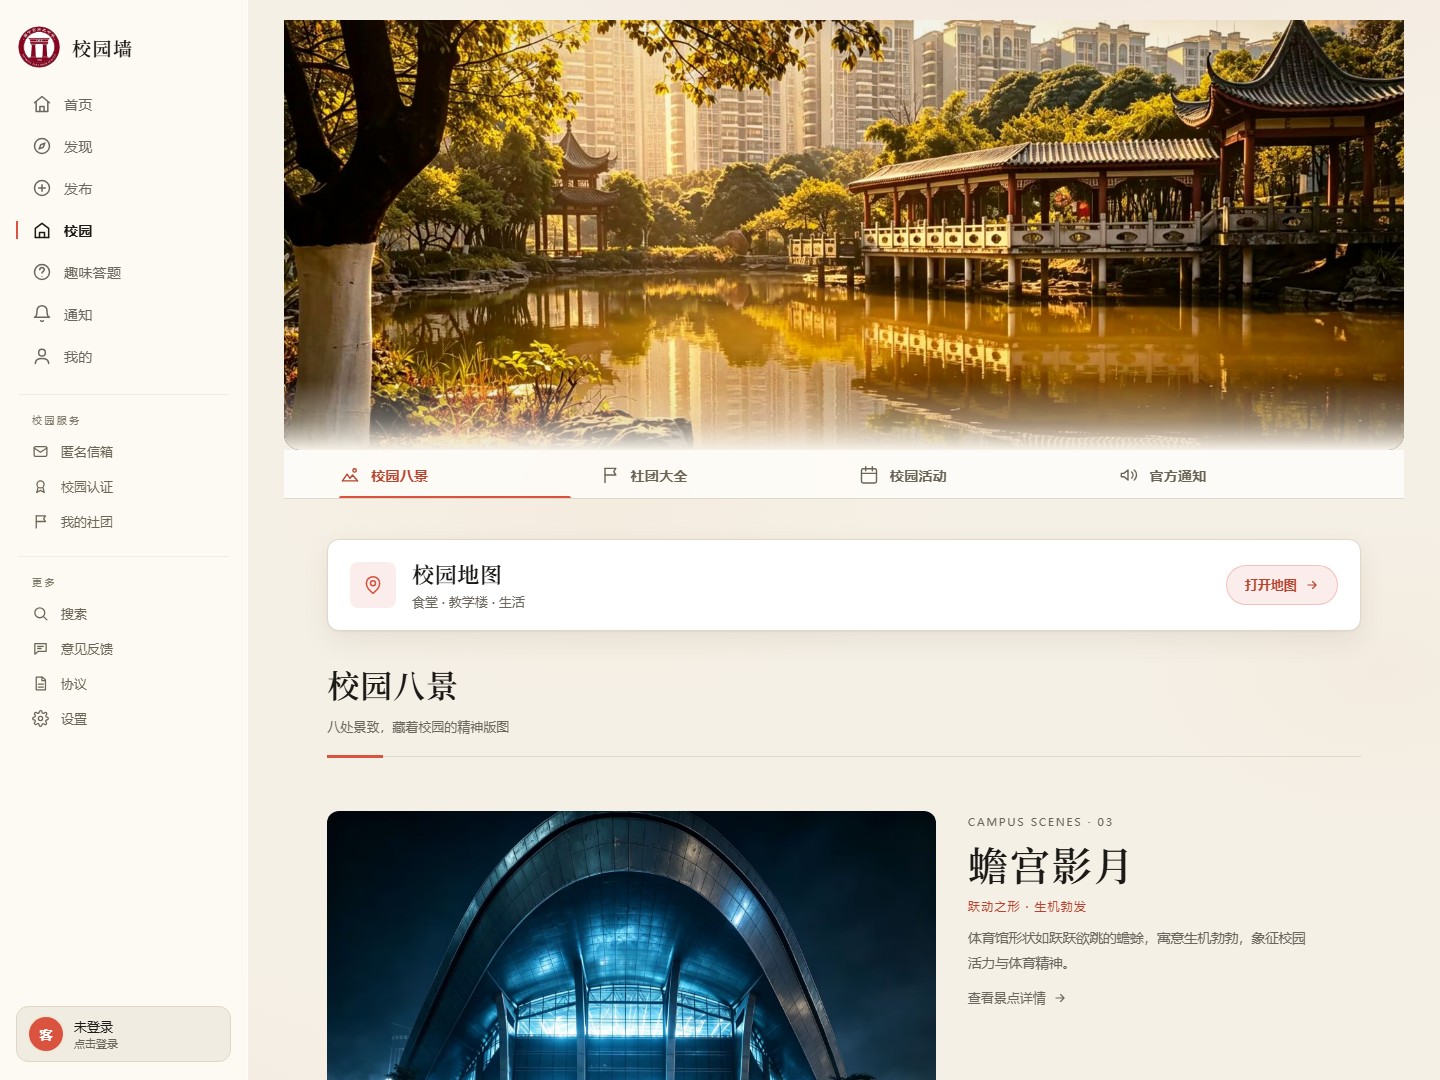 校园墙
首页
发现
发布
校园
趣味答题
通知
我的
校园服务
匿名信箱
校园认证
我的社团
更多
搜索
意见反馈
协议
设置
客
未登录
点击登录
校园八景
社团大全
校园活动
官方通知
校园地图
食堂 · 教学楼 · 生活
打开地图
校园八景
八处景致，藏着校园的精神版图
CAMPUS SCENES · 03
蟾宫影月
跃动之形 · 生机勃发
体育馆形状如跃跃欲跳的蟾蜍，寓意生机勃勃，象征校园
活力与体育精神。
查看景点详情